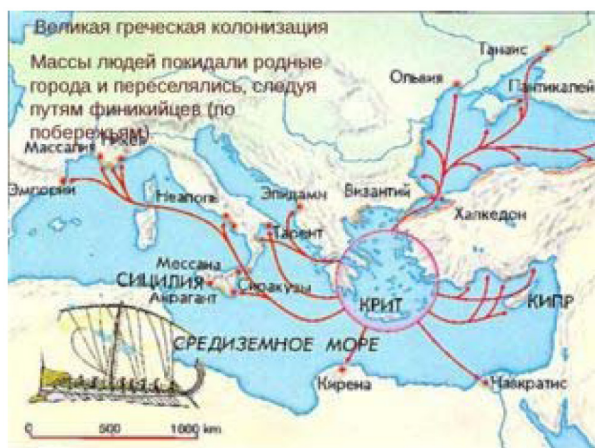 Великая греческая колонизация
Массы людей покидали родные
города и переселялись, следуя
путям финикийцев (по
побережьям)
Танаис
Ольвия
Пантикапей
Массалия
Эмпорий
Неаполь
Эпидамн
Византий
Халкедон
Тарент
Мессана
СИЦИЛИЯ
Сиракузы
Акрагант
КРИТ
КИПР
СРЕДИЗЕМНОЕ МОРЕ
Кирена
Навкратис
0 500 1000 km